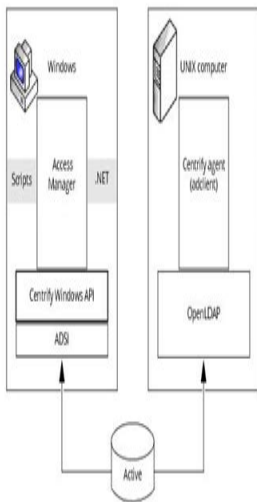 Windows
Scripts
Access
Manager
.NET
Centrify Windows API
ADSI
UNIX computer
Centrify agent
(adclient)
OpenLDAP
Active